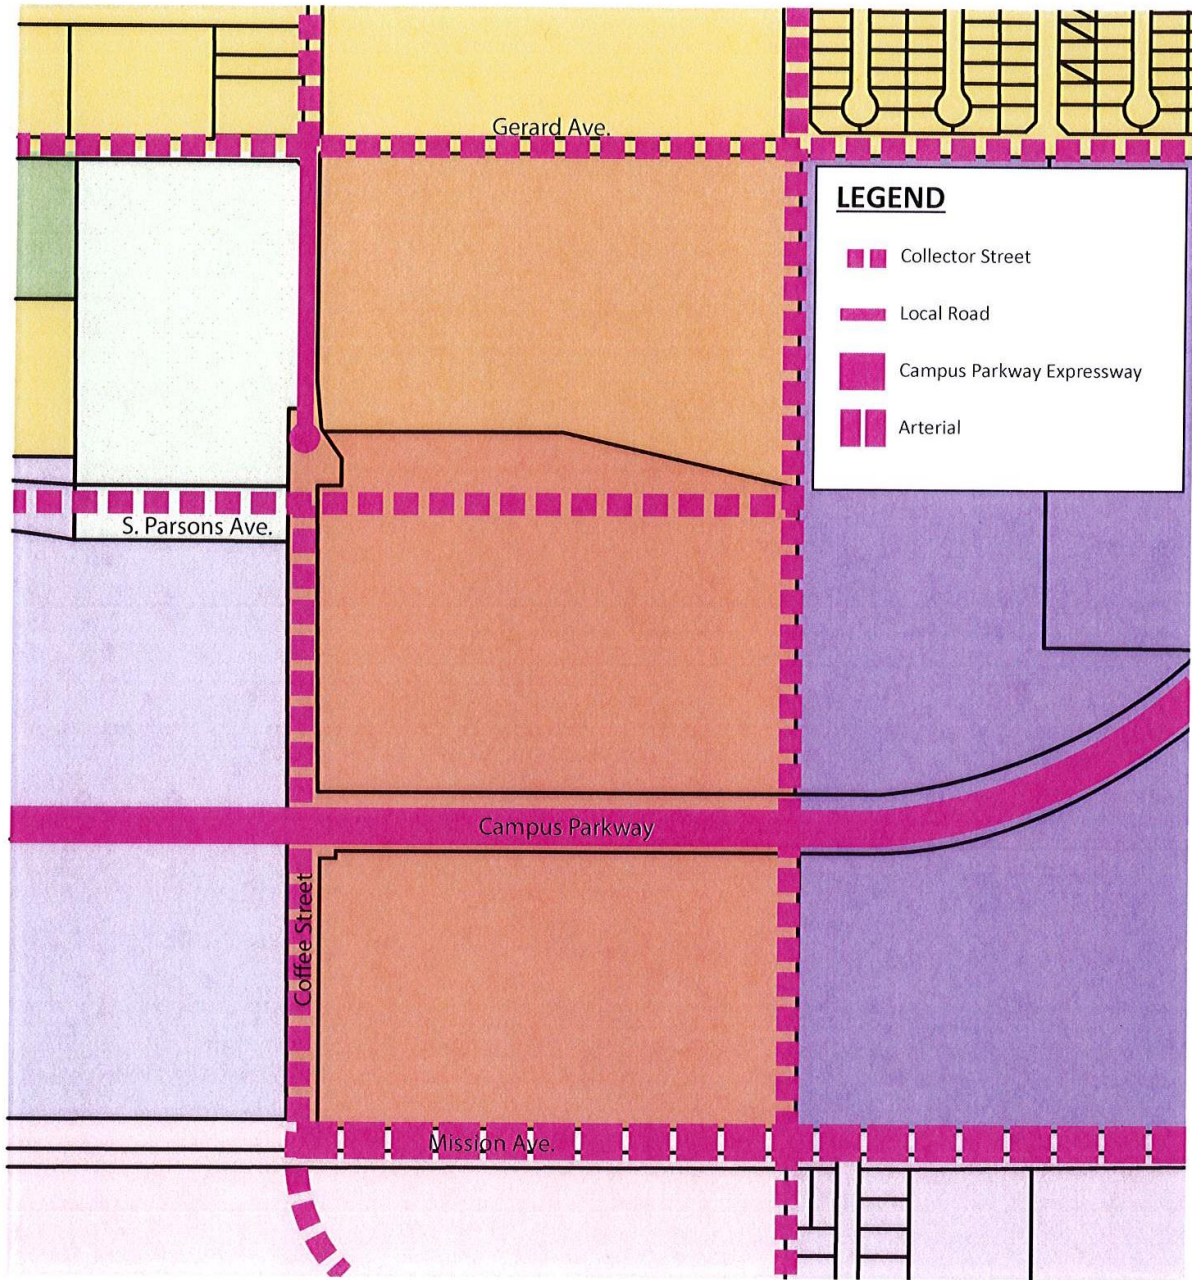 Gerard Ave.
LEGEND
Collector Street
Local Road
Campus Parkway Expressway
Arterial
S. Parsons Ave.
Campus Parkway
Coffee Street
Mission Ave.